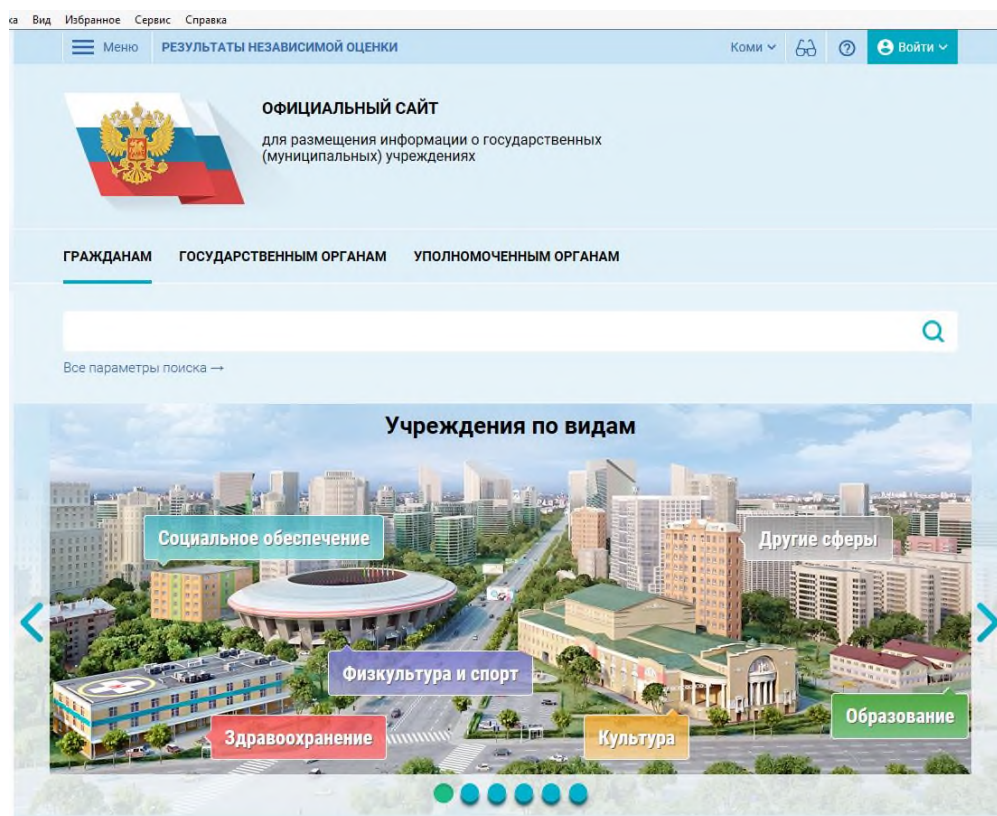 ка Вид Избранное Сервис Справка
Меню РЕЗУЛЬТАТЫ НЕЗАВИСИМОЙ ОЦЕНКИ Коми Войти
ОФИЦИАЛЬНЫЙ САЙТ
для размещения информации о государственных
(муниципальных) учреждениях
ГРАЖДАНАМ ГОСУДАРСТВЕННЫМ ОРГАНАМ УПОЛНОМОЧЕННЫМ ОРГАНАМ
Все параметры поиска →
Учреждения по видам
Социальное обеспечение
Другие сферы
Физкультура и спорт
Образование
Здравоохранение
Культура